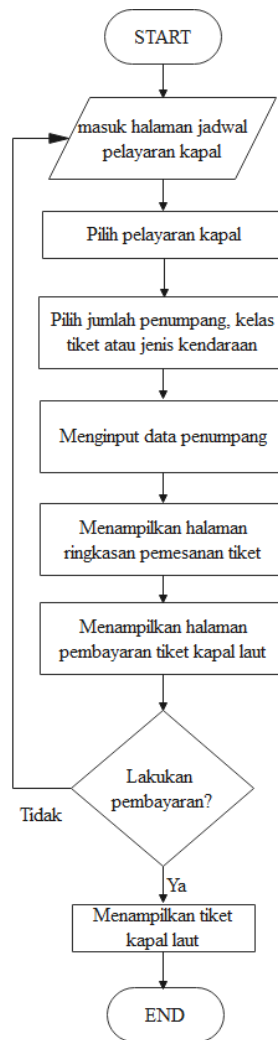 START
masuk halaman jadwal
pelayaran kapal
Pilih pelayaran kapal
Pilih jumlah penumpang, kelas
tiket atau jenis kendaraan
Menginput data penumpang
Menampilkan halaman
ringkasan pemesanan tiket
Menampilkan halaman
pembayaran tiket kapal laut
Lakukan
pembayaran?
Tidak
Ya
Menampilkan tiket
kapal laut
END